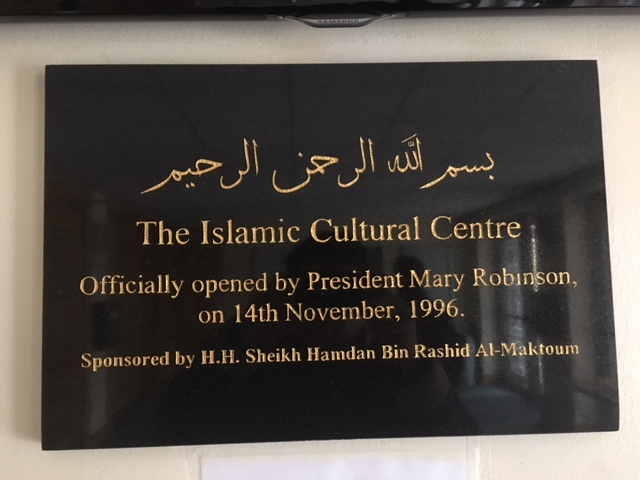 SAMSUNG
بسم الله الرحمن الرحيم
The Islamic Cultural Centre
Officially opened by President Mary Robinson,
on 14th November, 1996.
Sponsored by H.H. Sheikh Hamdan Bin Rashid Al-Maktoum